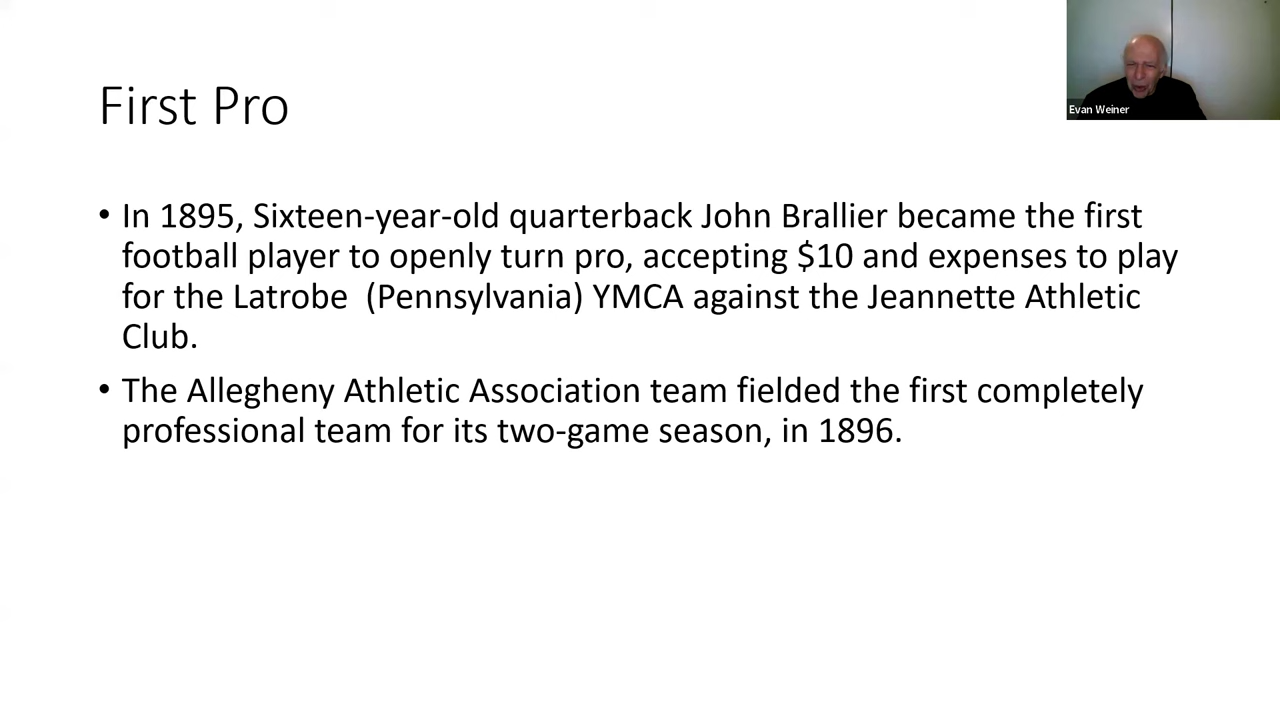 First Pro
Evan Weiner
• In 1895, Sixteen-year-old quarterback John Brallier became the first
football player to openly turn pro, accepting $10 and expenses to play
for the Latrobe  (Pennsylvania) YMCA against the Jeannette Athletic
Club.
• The Allegheny Athletic Association team fielded the first completely
professional team for its two-game season, in 1896.